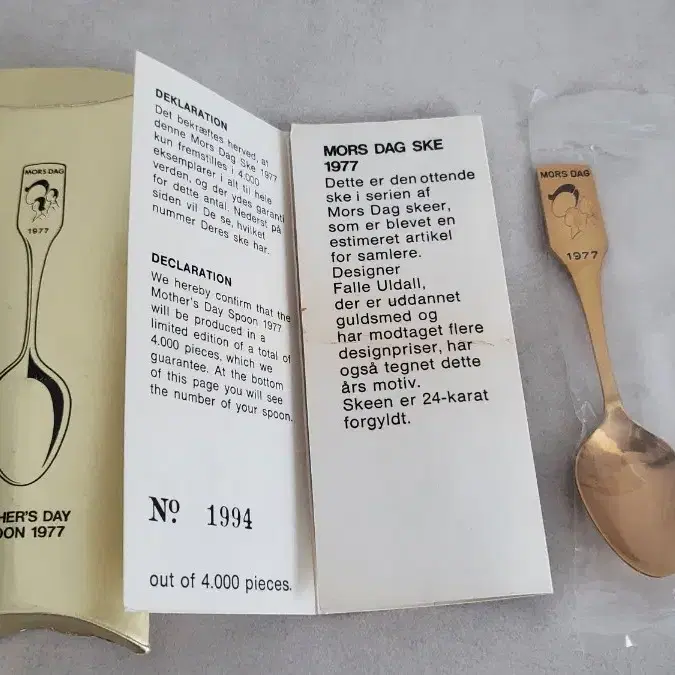 MORS DAG
1977
HER'S DAY
OON 1977
DEKLARATION
Det bekræftes herved, at
denne Mors Dag Ske 1977
kun fremstilles i 4.000
eksemplarer i alt til hele
verden, og der ydes garanti
for dette antal. Nederst på
siden vil De se, hvilket
nummer Deres ske har.
DECLARATION
We hereby confirm that the
Mother's Day Spoon 1977
will be produced in a
limited edition of a total of
4.000 pieces, which we
guarantee. At the bottom
of this page you will see
the number of your spoon.
Nº 1994
out of 4.000 pieces.
MORS DAG SKE
1977
Dette er den ottende
ske i serien af
Mors Dag skeer,
som er blevet en
estimeret artikel
for samlere.
Designer
Falle Uldall,
der er uddannet
guldsmed og
har modtaget flere
designpriser, har
også tegnet dette
års motiv.
Skeen er 24-karat
forgyldt.
MORS DAG
1977